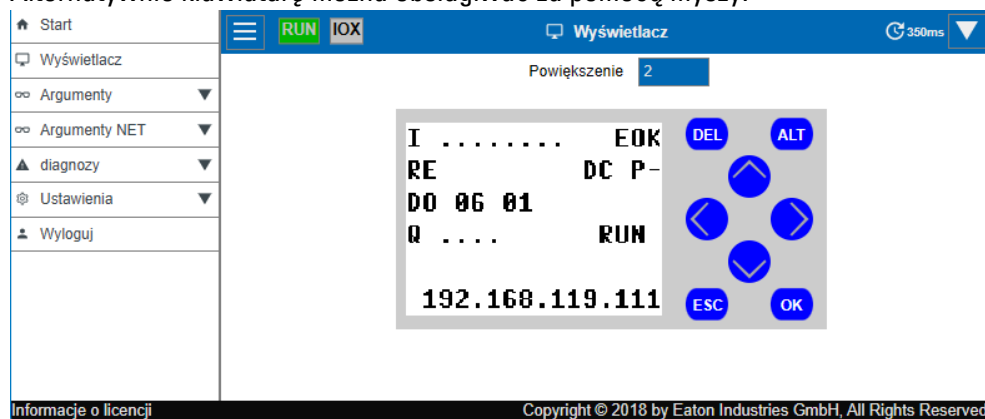 Alternatywnie klawiaturę można obsługiwać za pomocą myszy.
Start
Wyświetlacz
Argumenty
Argumenty NET
diagnozy
Ustawienia
Wyloguj
RUN IOX Wyświetlacz 350ms
Powiększenie 2
I ........ EOK
RE DC P-
DO 06 01
Q .... RUN
192.168.119.111
DEL ALT
ESC OK
Informacje o licencji Copyright © 2018 by Eaton Industries GmbH, All Rights Reserved